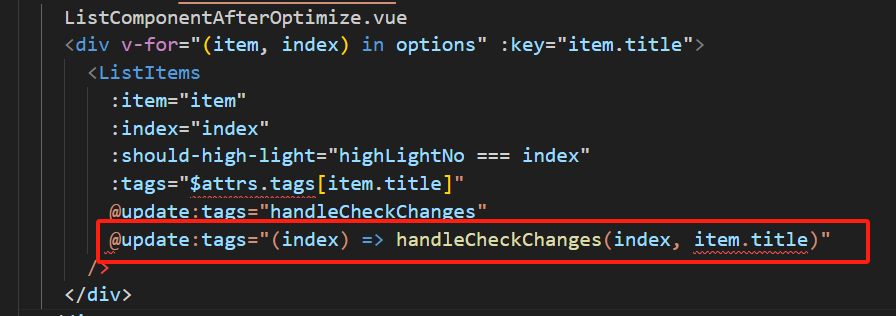 ListComponentAfterOptimize.vue
<div v-for="(item, index) in options" :key="item.title">
<ListItems
:item="item"
:index="index"
:should-high-light="highLightNo === index"
:tags="$attrs.tags[item.title]"
@update:tags="handleCheckChanges"
@update:tags="(index) => handleCheckChanges(index, item.title)"
/>
</div>